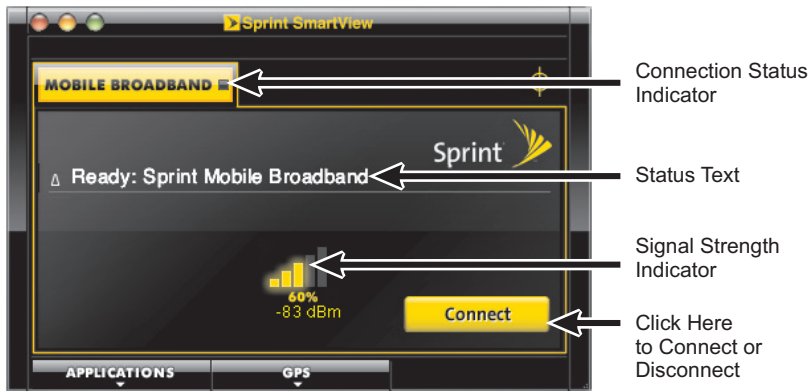 Sprint SmartView
MOBILE BROADBAND
Connection Status
Indicator
Sprint
Ready: Sprint Mobile Broadband
Status Text
Signal Strength
Indicator
60%
-83 dBm
Connect
Click Here
to Connect or
Disconnect
APPLICATIONS
GPS